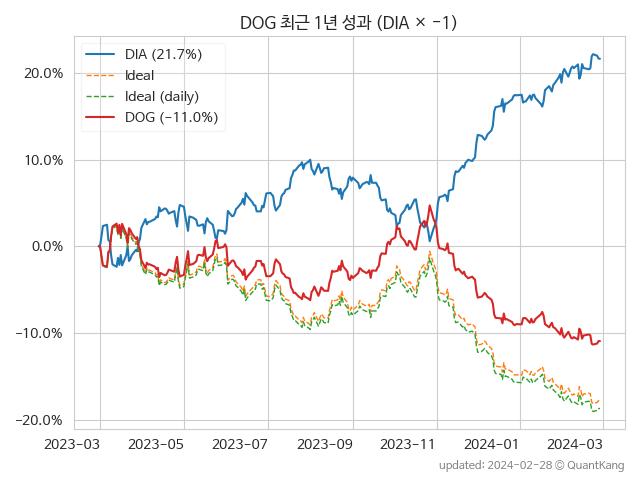 DOG 최근 1년 성과 (DIA × −1)
DIA (21.7%)
Ideal
Ideal (daily)
DOG (−11.0%)
20.0%
10.0%
0.0%
−10.0%
−20.0%
2023-03 2023-05 2023-07 2023-09 2023-11 2024-01 2024-03
updated: 2024-02-28 © QuantKang